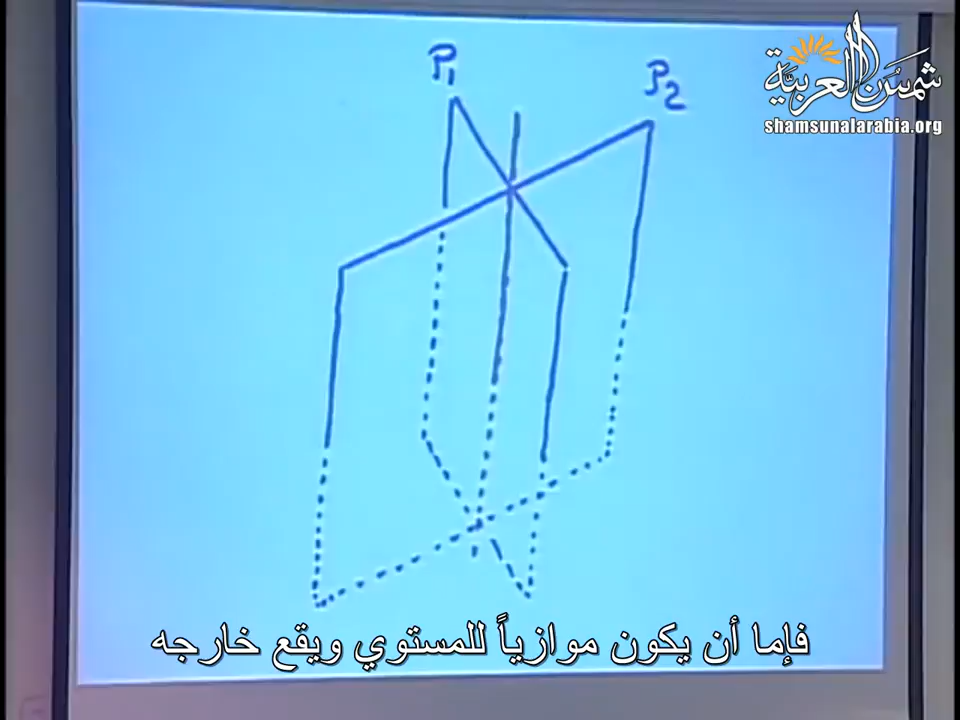 P₁
P₂
شمس العربية
shamsunalarabia.org
فإما أن يكون موازياً للمستوي ويقع خارجه